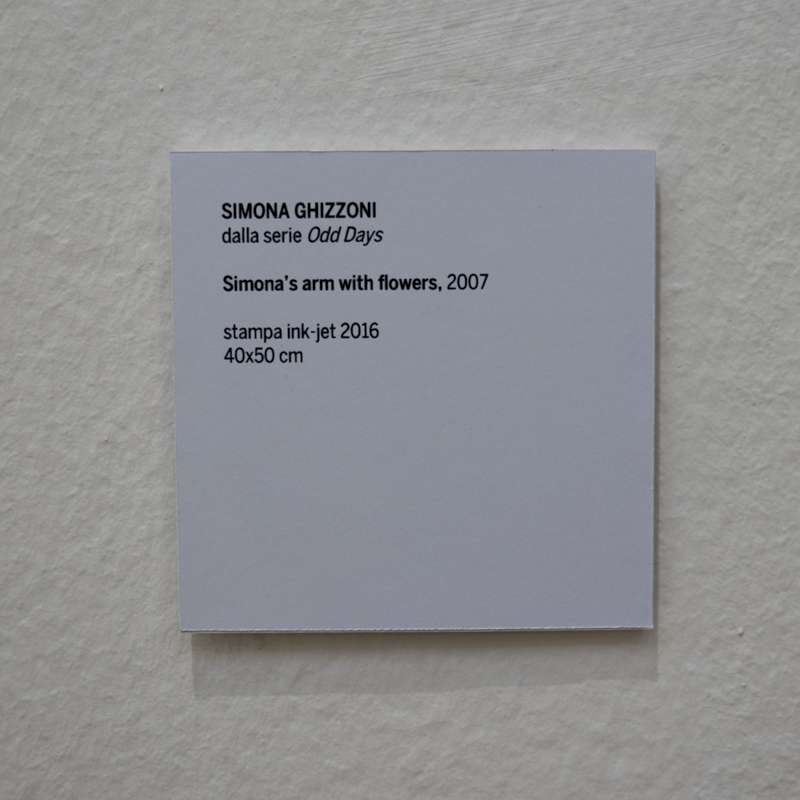 SIMONA GHIZZONI
dalla serie Odd Days
Simona's arm with flowers, 2007
stampa ink-jet 2016
40x50 cm